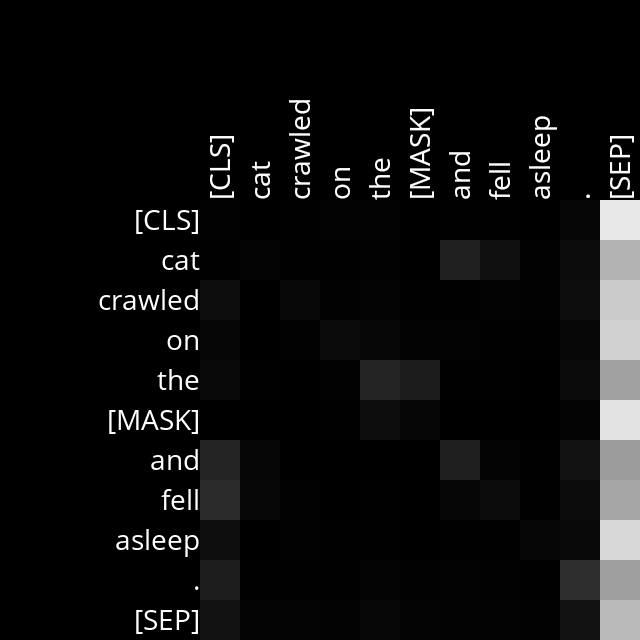 [CLS] cat crawled on the [MASK] and fell asleep . [SEP]
[CLS]
cat
crawled
on
the
[MASK]
and
fell
asleep
.
[SEP]